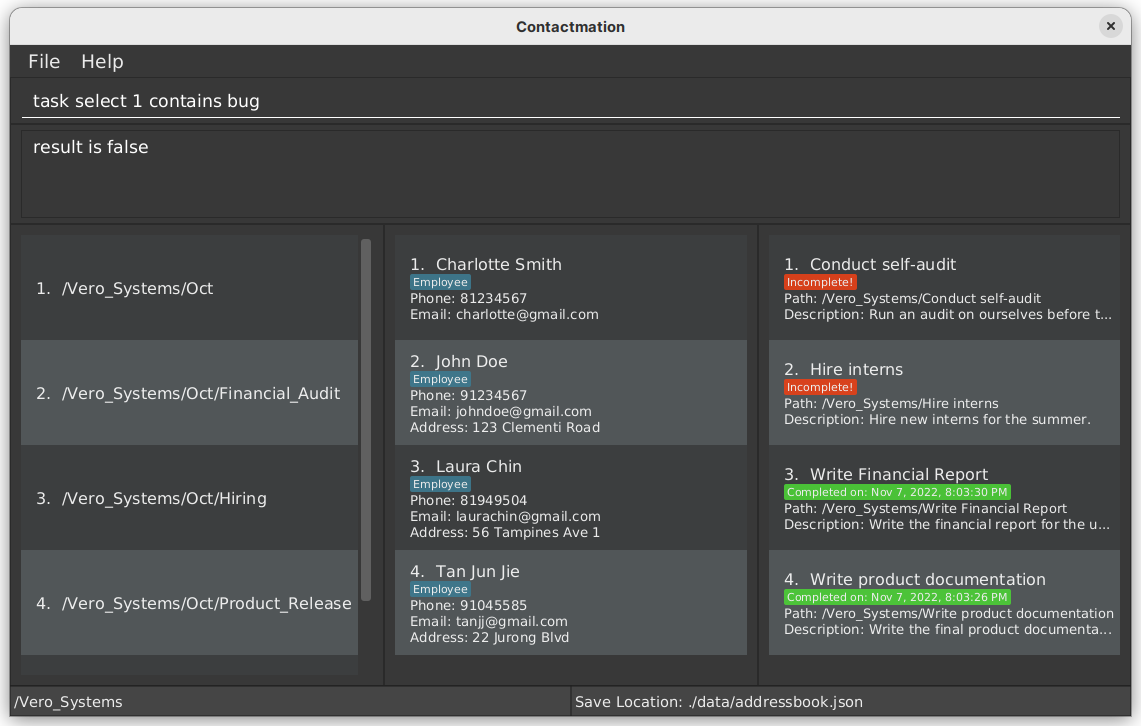 Contactmation
File Help
task select 1 contains bug
result is false
1. /Vero_Systems/Oct
2. /Vero_Systems/Oct/Financial_Audit
3. /Vero_Systems/Oct/Hiring
4. /Vero_Systems/Oct/Product_Release
1. Charlotte Smith
Employee
Phone: 81234567
Email: charlotte@gmail.com
2. John Doe
Employee
Phone: 91234567
Email: johndoe@gmail.com
Address: 123 Clementi Road
3. Laura Chin
Employee
Phone: 81949504
Email: laurachin@gmail.com
Address: 56 Tampines Ave 1
4. Tan Jun Jie
Employee
Phone: 91045585
Email: tanjj@gmail.com
Address: 22 Jurong Blvd
1. Conduct self-audit
Incomplete!
Path: /Vero_Systems/Conduct self-audit
Description: Run an audit on ourselves before t...
2. Hire interns
Incomplete!
Path: /Vero_Systems/Hire interns
Description: Hire new interns for the summer.
3. Write Financial Report
Completed on: Nov 7, 2022, 8:03:30 PM
Path: /Vero_Systems/Write Financial Report
Description: Write the financial report for the u...
4. Write product documentation
Completed on: Nov 7, 2022, 8:03:26 PM
Path: /Vero_Systems/Write product documentation
Description: Write the final product documenta...
/Vero_Systems
Save Location: ./data/addressbook.json